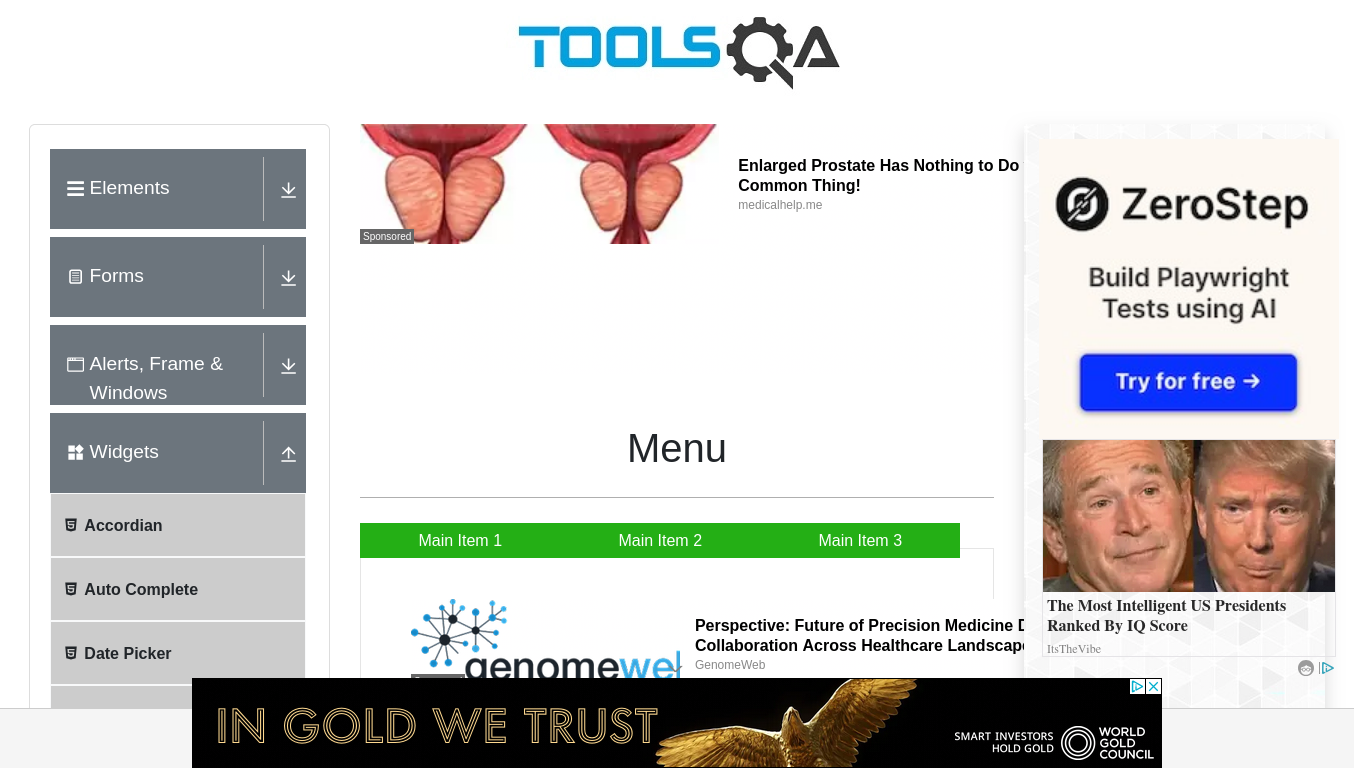 TOOLSQA
Elements
Forms
Alerts, Frame &
Windows
Widgets
Accordian
Auto Complete
Date Picker
Sponsored
Enlarged Prostate Has Nothing to Do
Common Thing!
medicalhelp.me
Menu
Main Item 1
Main Item 2
Main Item 3
genomewe
Perspective: Future of Precision Medicine D
Collaboration Across Healthcare Landscape
GenomeWeb
ZeroStep
Build Playwright
Tests using AI
Try for free →
The Most Intelligent US Presidents
Ranked By IQ Score
ItsTheVibe
IN GOLD WE TRUST
SMART INVESTORS
HOLD GOLD
WORLD
GOLD
COUNCIL